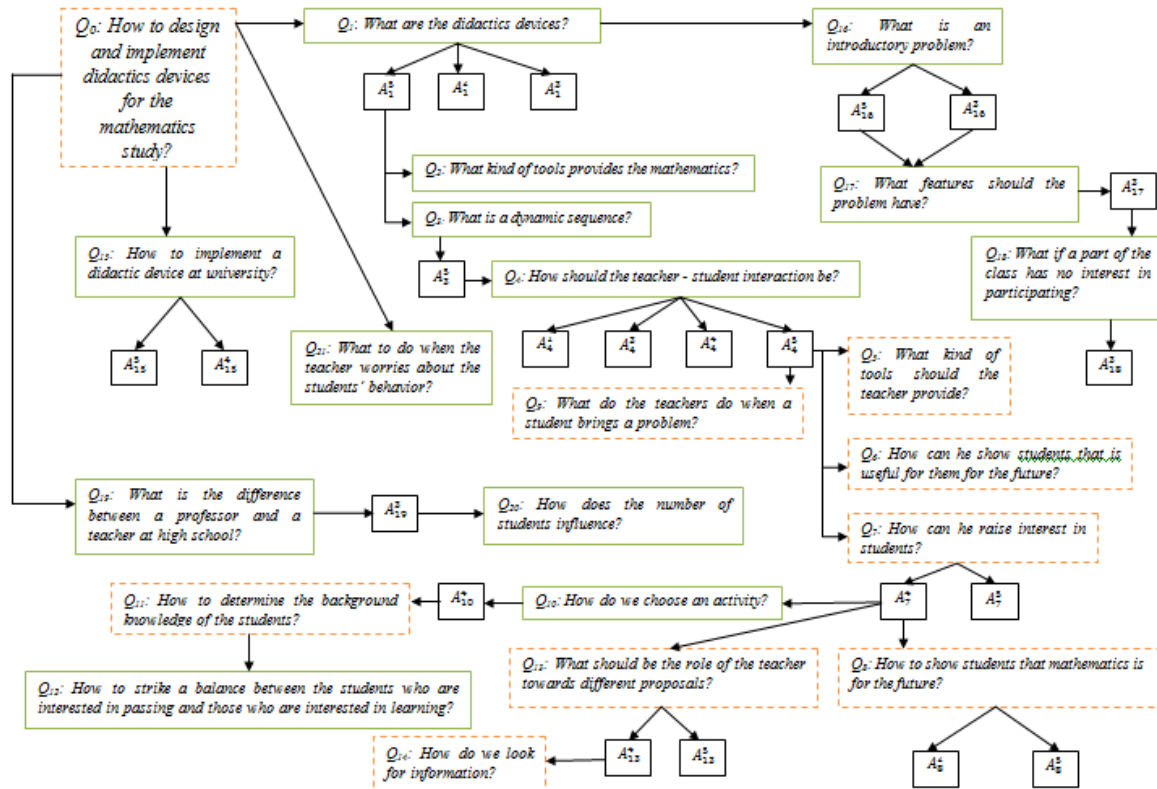 Q₀: How to design
and implement
didactics devices
for the
mathematics
study?
Q₁: What are the didactics devices?
Q₁₆: What is an
introductory problem?
Q₂: What kind of tools provides the mathematics?
Q₁₇: What features should the
problem have?
Q₃. What is a dynamic sequence?
Q₁₅: How to implement a
didactic device at university?
Q₄: How should the teacher - student interaction be?
Q₁₈: What if a part of the
class has no interest in
participating?
Q₂₁: What to do when the
teacher worries about the
students' behavior?
Q₅: What kind of
tools should the
teacher provide?
Q₉: What do the teachers do when a
student brings a problem?
Q₆: How can he show students that is
useful for them for the future?
Q₁₉: What is the difference
between a professor and a
teacher at high school?
Q₂₀: How does the number of
students influence?
Q₇: How can he raise interest in
students?
Q₁₁: How to determine the background
knowledge of the students?
Q₁₀: How do we choose an activity?
What should be the role of the teacher
towards different proposals?
Q₈: How to show students that mathematics is
for the future?
Q₁₂: How to strike a balance between the students who are
interested in passing and those who are interested in learning?
Q₁₄: How do we look
for information?